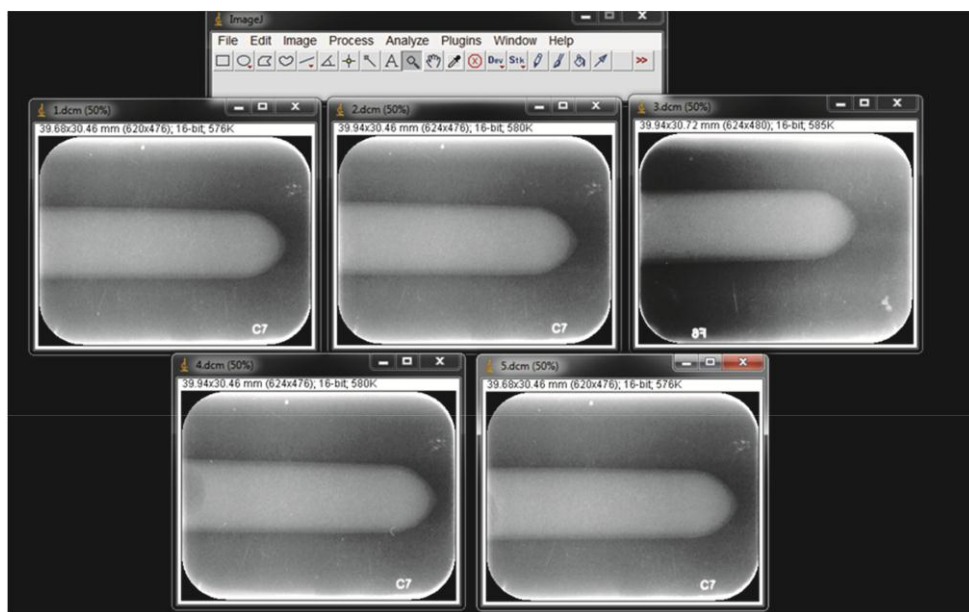 ImageJ
File Edit Image Process Analyze Plugins Window Help
Dev Stk >>
1.dcm (50%)
39.68x30.46 mm (620x476); 16-bit; 576K
C7
2.dcm (50%)
39.94x30.46 mm (624x476); 16-bit; 580K
C7
3.dcm (50%)
39.94x30.72 mm (624x480); 16-bit; 585K
4.dcm (50%)
39.94x30.46 mm (624x476); 16-bit; 580K
C7
5.dcm (50%)
39.68x30.46 mm (620x476); 16-bit; 576K
C7